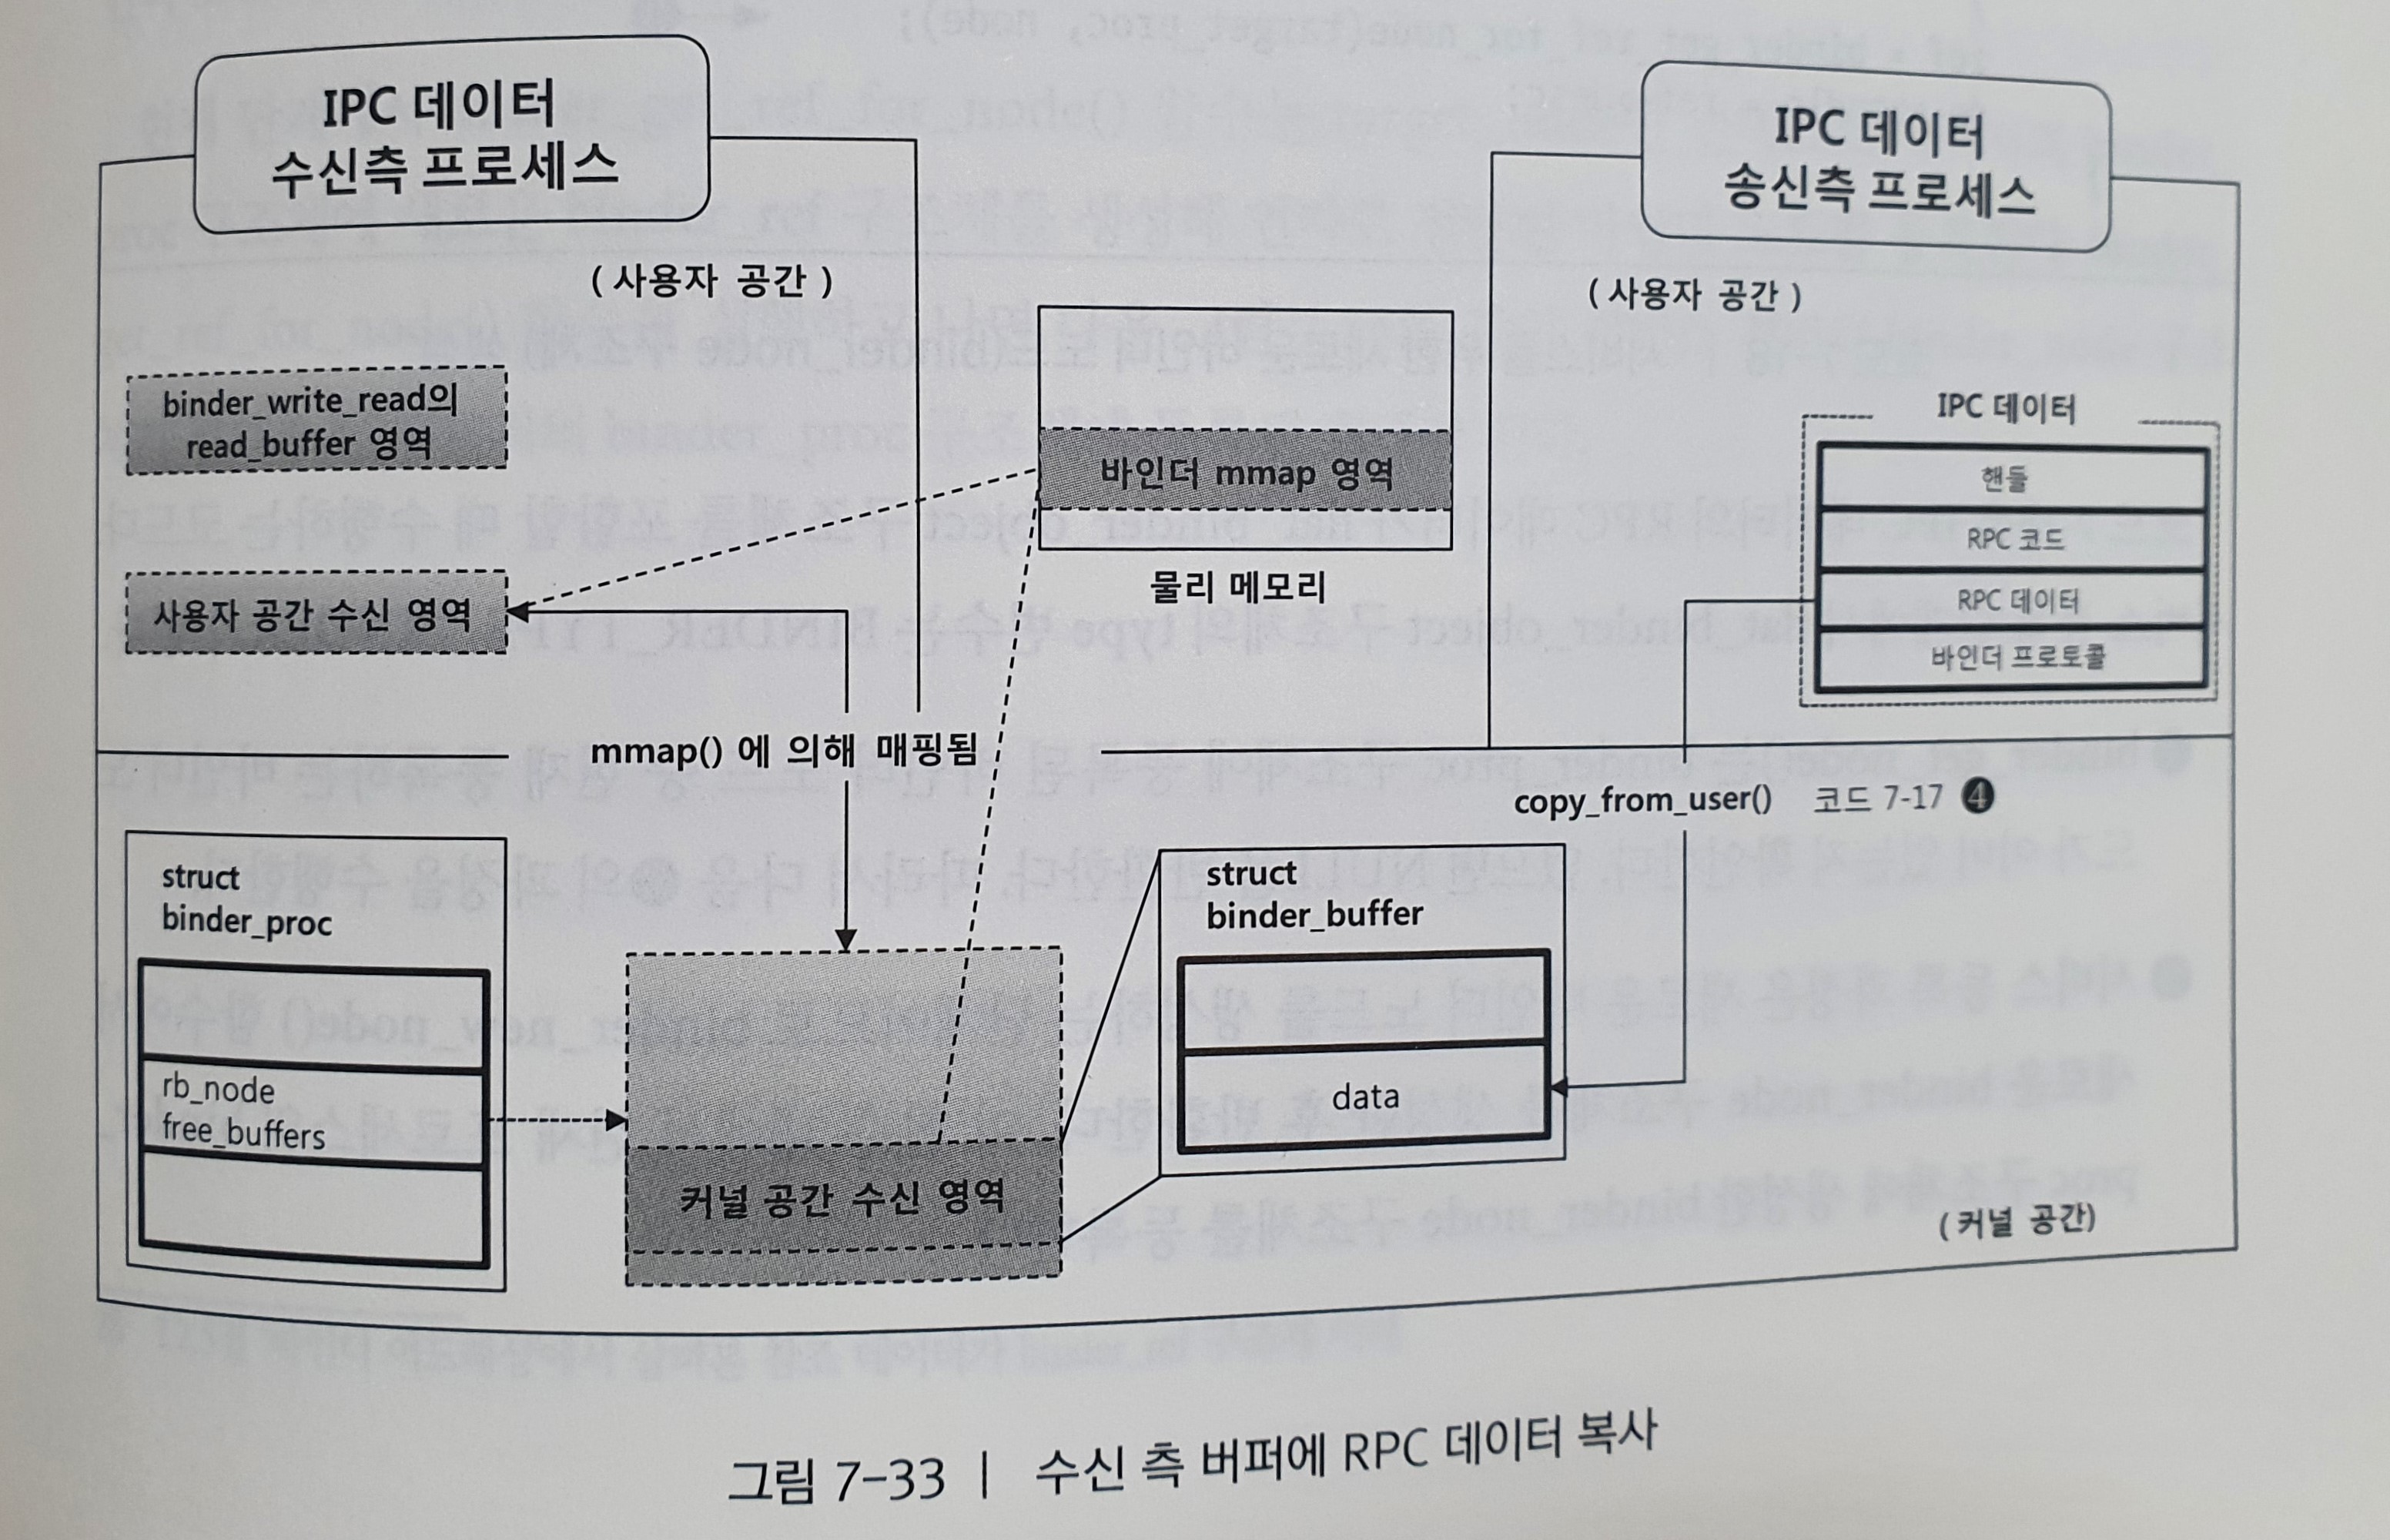 IPC 데이터
수신측 프로세스
( 사용자 공간 )
binder_write_read의
read_buffer 영역
사용자 공간 수신 영역
바인더 mmap 영역
물리 메모리
IPC 데이터
송신측 프로세스
( 사용자 공간 )
IPC 데이터
핸들
RPC 코드
RPC 데이터
바인더 프로토콜
mmap() 에 의해 매핑됨
copy_from_user() 코드 7-17 ❹
struct
binder_proc
rb_node
free_buffers
커널 공간 수신 영역
struct
binder_buffer
data
( 커널 공간)
그림 7-33 | 수신 측 버퍼에 RPC 데이터 복사